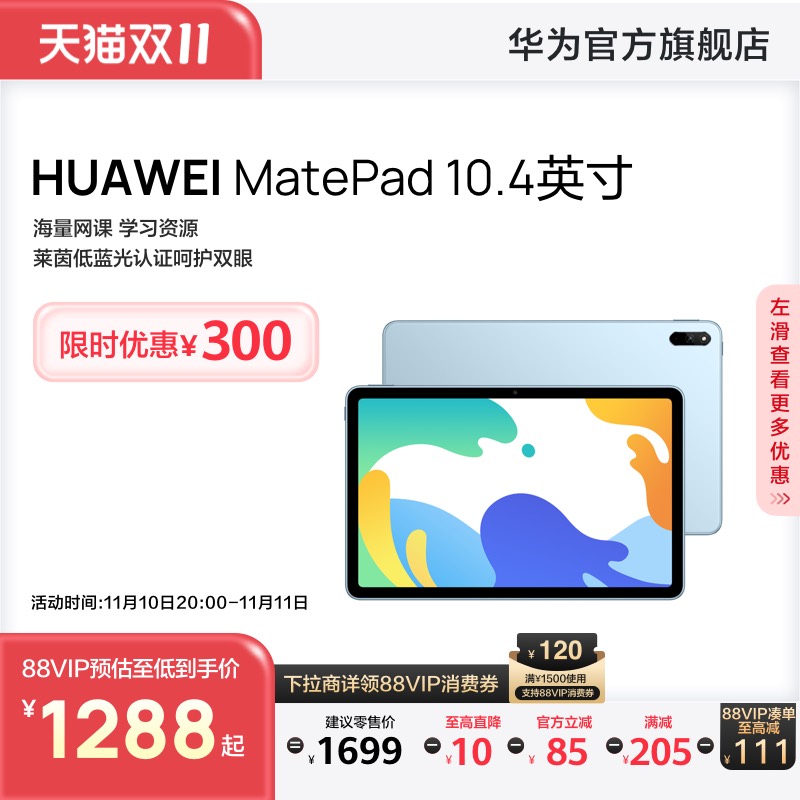 天猫双11
华为官方旗舰店
HUAWEI MatePad 10.4英寸
海量网课 学习资源
莱茵低蓝光认证呵护双眼
限时优惠¥300
左滑查看更多优惠
活动时间:11月10日20:00-11月11日
88VIP预估至低到手价
¥1288起
下拉商详领88VIP消费券
¥120
满¥1500使用
支持88VIP消费券
建议零售价
=¥1699
至高直降
-¥10
官方立减
-¥85
满减
-¥205
88VIP凑单
至高减
-¥111